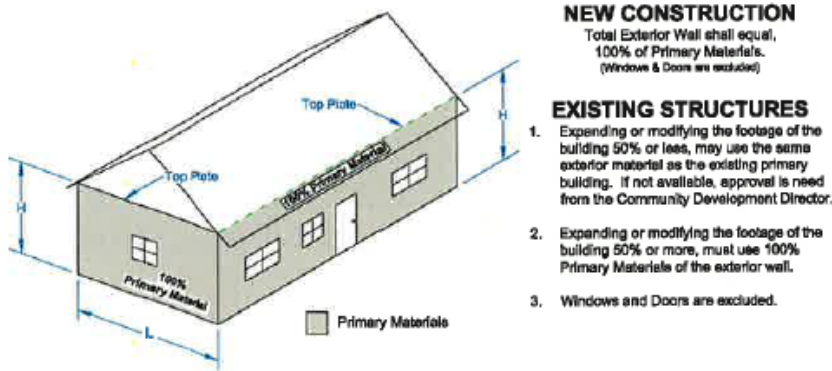 NEW CONSTRUCTION
Total Exterior Wall shall equal,
100% of Primary Materials.
(Windows & Doors are excluded)
EXISTING STRUCTURES
1. Expanding or modifying the footage of the
building 50% or less, may use the same
exterior material as the existing primary
building. If not available, approval is need
from the Community Development Director.
2. Expanding or modifying the footage of the
building 50% or more, must use 100%
Primary Materials of the exterior wall.
3. Windows and Doors are excluded.
Top Plate
H
100% Primary Material
Top Plate
H
100%
Primary Material
L
Primary Materials